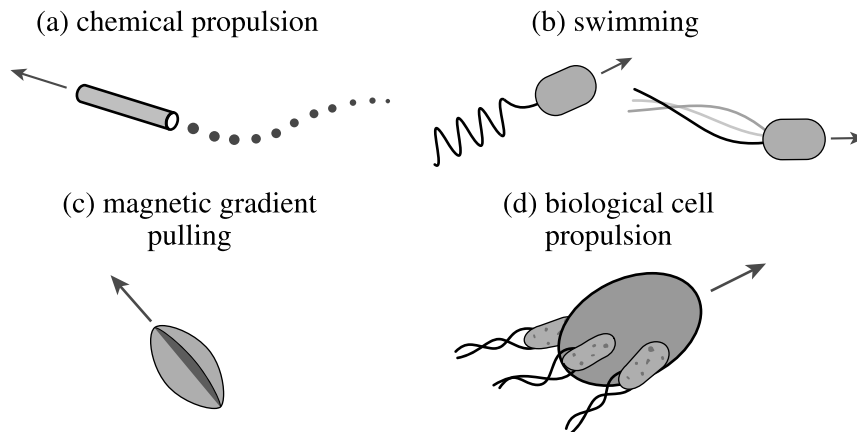 (a) chemical propulsion
(b) swimming
(c) magnetic gradient
pulling
(d) biological cell
propulsion